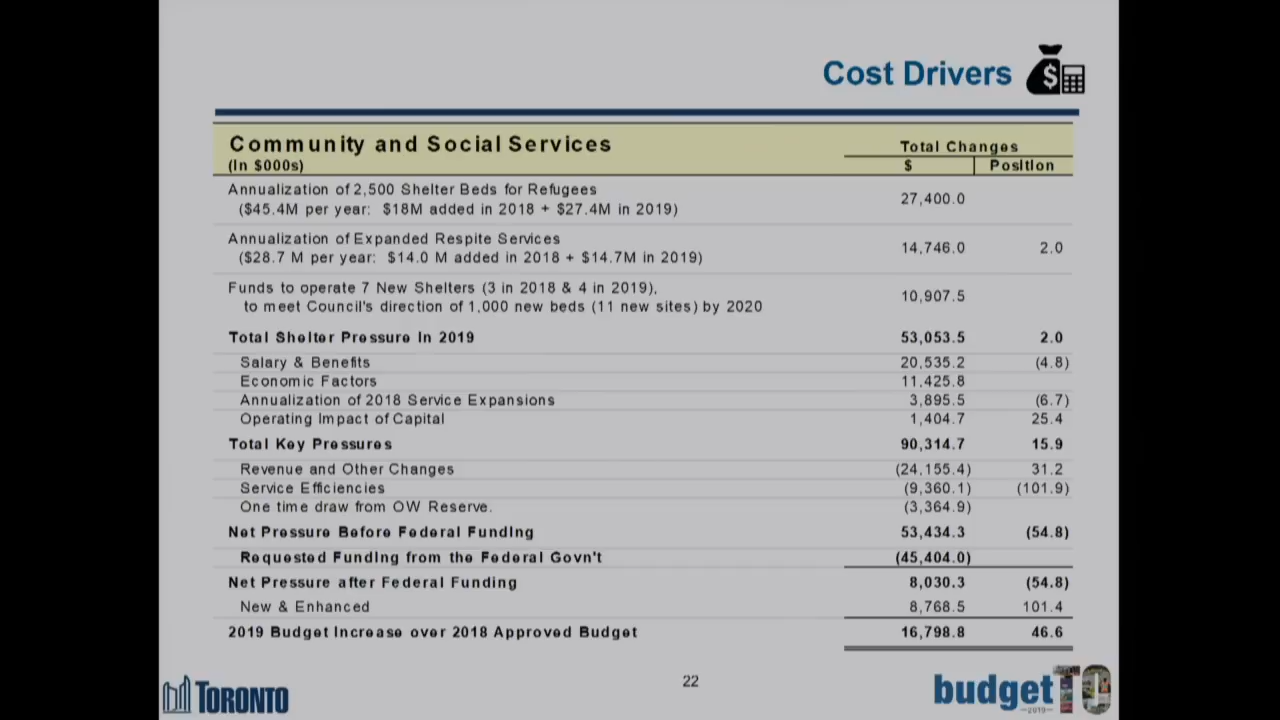 Cost Drivers
$
Community and Social Services
Total Changes
(In $000s)
$ Position
Annualization of 2,500 Shelter Beds for Refugees
($45.4M per year: $18M added in 2018 + $27.4M in 2019)
27,400.0
Annualization of Expanded Respite Services
($28.7 M per year: $14.0 M added in 2018 + $14.7M in 2019)
14,746.0 2.0
Funds to operate 7 New Shelters (3 in 2018 & 4 in 2019),
to meet Council's direction of 1,000 new beds (11 new sites) by 2020
10,907.5
Total Shelter Pressure In 2019 53,053.5 2.0
Salary & Benefits 20,535.2 (4.8)
Economic Factors 11,425.8
Annualization of 2018 Service Expansions 3,895.5 (6.7)
Operating Impact of Capital 1,404.7 25.4
Total Key Pressures 90,314.7 15.9
Revenue and Other Changes (24,155.4) 31.2
Service Efficiencies (9,360.1) (101.9)
One time draw from OW Reserve. (3,364.9)
Net Pressure Before Federal Funding 53,434.3 (54.8)
Requested Funding from the Federal Govn't (45,404.0)
Net Pressure after Federal Funding 8,030.3 (54.8)
New & Enhanced 8,768.5 101.4
2019 Budget Increase over 2018 Approved Budget 16,798.8 46.6
TORONTO
22
budgetTO
2019